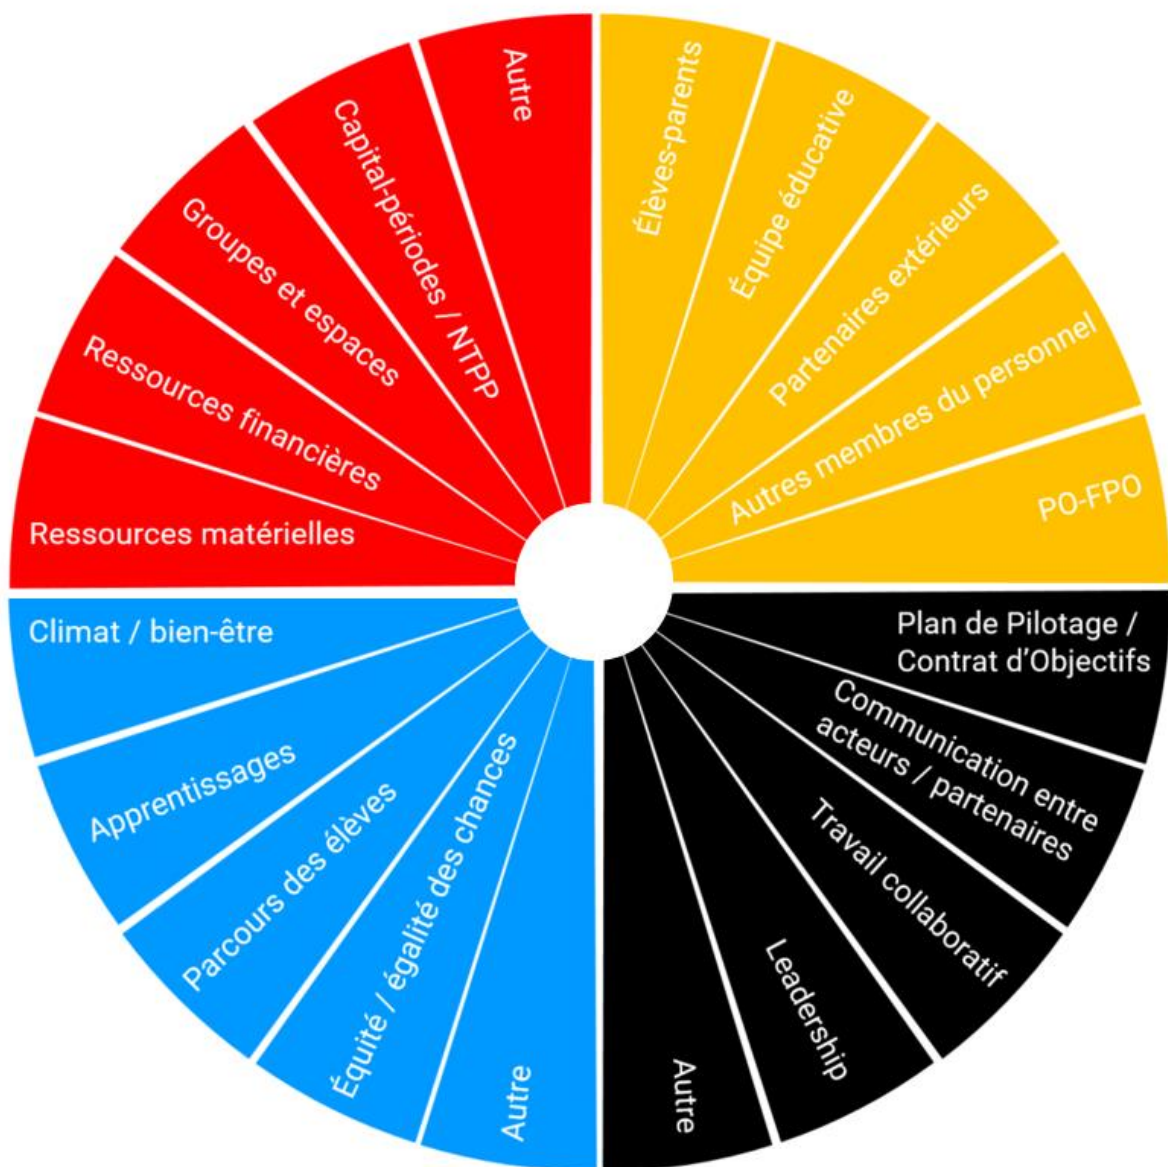 Élèves-parents
Équipe éducative
Partenaires extérieurs
Autres membres du personnel
PO-FPO
Plan de Pilotage /
Contrat d’Objectifs
Communication entre
acteurs / partenaires
Travail collaboratif
Leadership
Autre
Autre
Équité / égalité des chances
Parcours des élèves
Apprentissages
Climat / bien-être
Ressources matérielles
Ressources financières
Groupes et espaces
Capital-périodes / NTPP
Autre